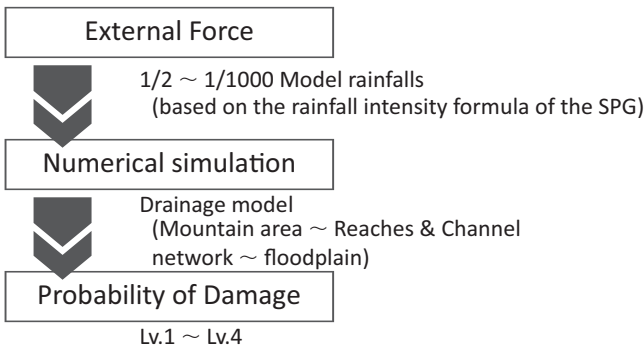 External Force
1/2 ~ 1/1000 Model rainfalls
(based on the rainfall intensity formula of the SPG)
Numerical simulation
Drainage model
(Mountain area ~ Reaches & Channel
network ~ floodplain)
Probability of Damage
Lv.1 ~ Lv.4